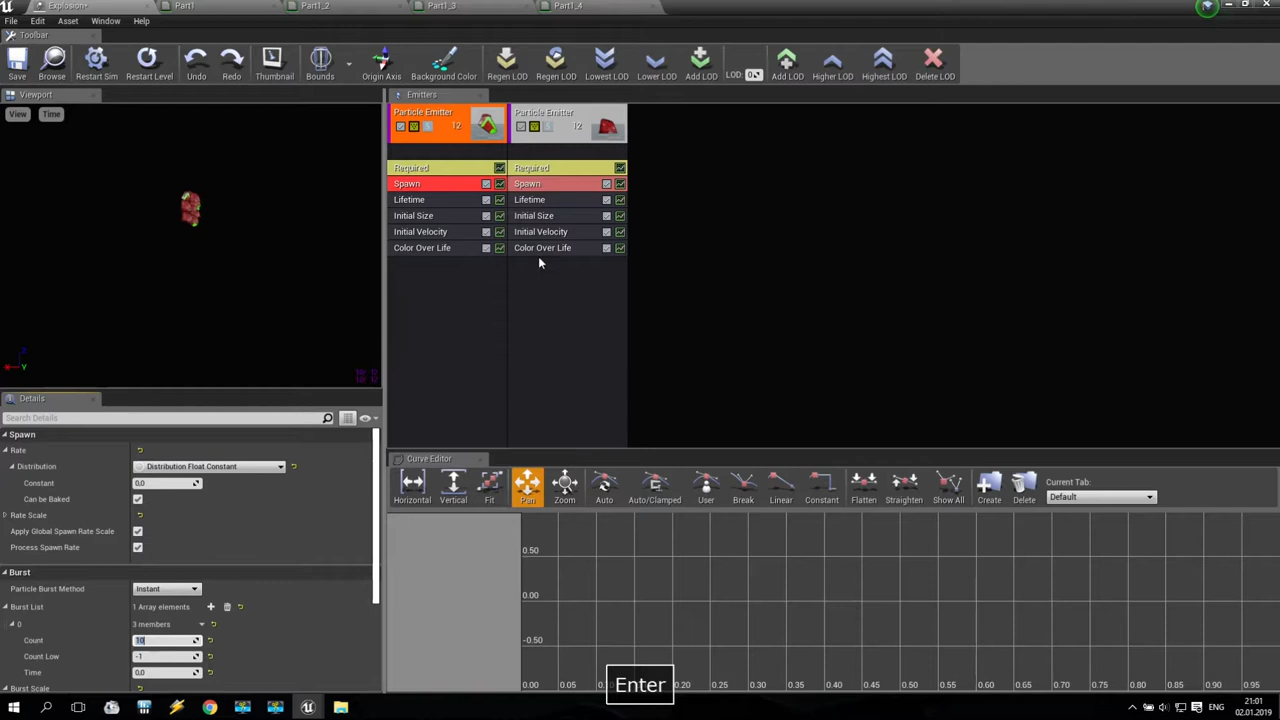 Explosion*
Part1
Part1_2
Part1_3
Part1_4
File Edit Asset Window Help
Toolbar
Save
Browse
Restart Sim
Restart Level
Undo
Redo
Thumbnail
Bounds
Origin Axis
Background Color
Regen LOD
Regen LOD
Lowest LOD
Lower LOD
Add LOD
LOD: 0
Add LOD
Higher LOD
Highest LOD
Delete LOD
Viewport
Emitters
View
Time
Particle Emitter
12
Particle Emitter
12
Required
Required
Spawn
Spawn
Lifetime
Lifetime
Initial Size
Initial Size
Initial Velocity
Initial Velocity
Color Over Life
Color Over Life
Z
X
Y
Details
Search Details
Spawn
Rate
Distribution
Distribution Float Constant
Constant
0,0
Can be Baked
Rate Scale
Apply Global Spawn Rate Scale
Process Spawn Rate
Burst
Particle Burst Method
Instant
Burst List
1 Array elements
0
3 members
Count
10
Count Low
-1
Time
0,0
Burst Scale
Curve Editor
Horizontal
Vertical
Fit
Pan
Zoom
Auto
Auto/Clamped
User
Break
Linear
Constant
Flatten
Straighten
Show All
Create
Delete
Current Tab:
Default
0.50
0.00
-0.50
0.00 0.05 0.20 0.25 0.30 0.35 0.40 0.45 0.50 0.55 0.60 0.65 0.70 0.75 0.80 0.85 0.90 0.95
Enter
ENG
21:01
02.01.2019